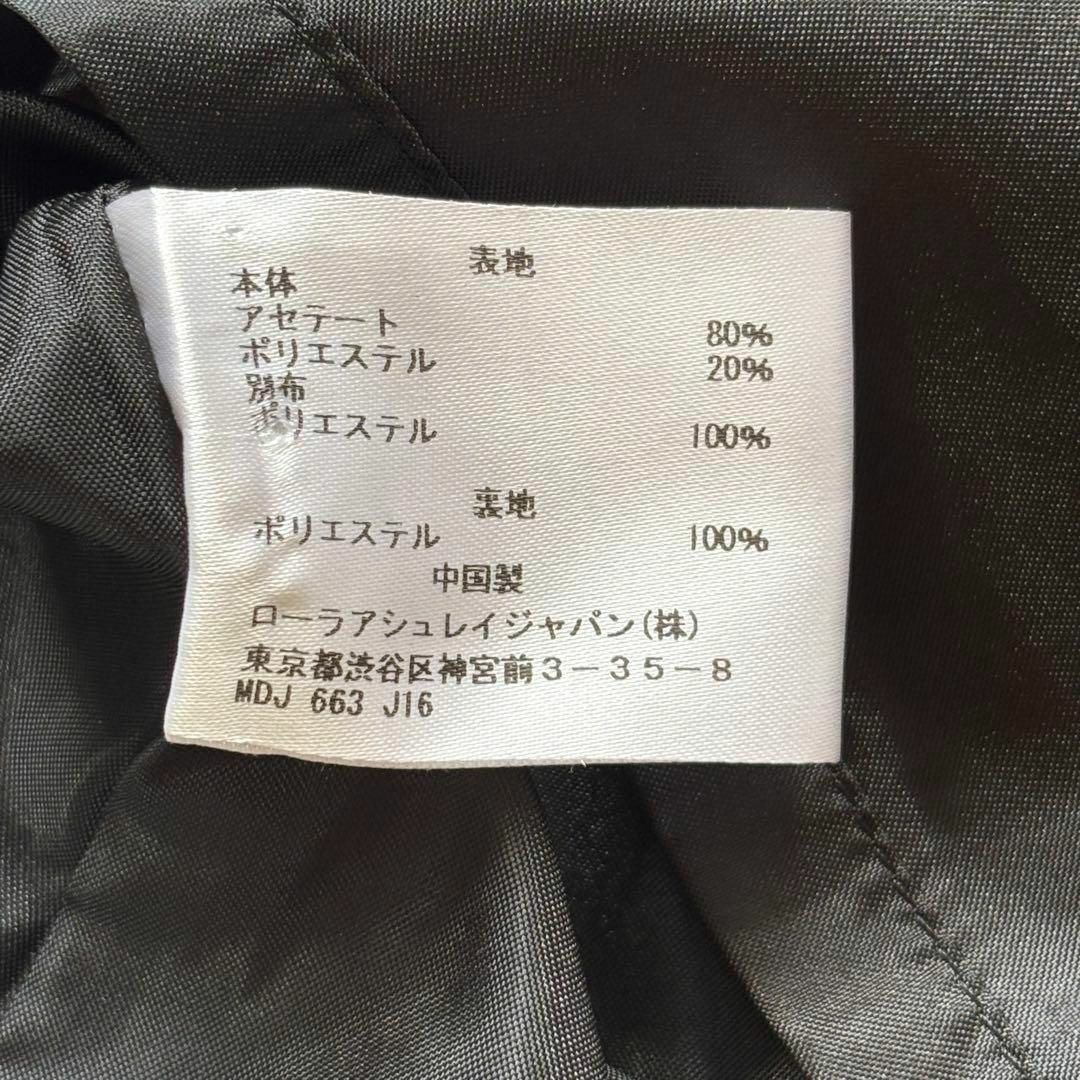 表地
本体
アセテート 80%
ポリエステル 20%
別布
ポリエステル 100%
裏地
ポリエステル 100%
中国製
ローラアシュレイジャパン(株)
東京都渋谷区神宮前3-35-8
MDJ 663 J16